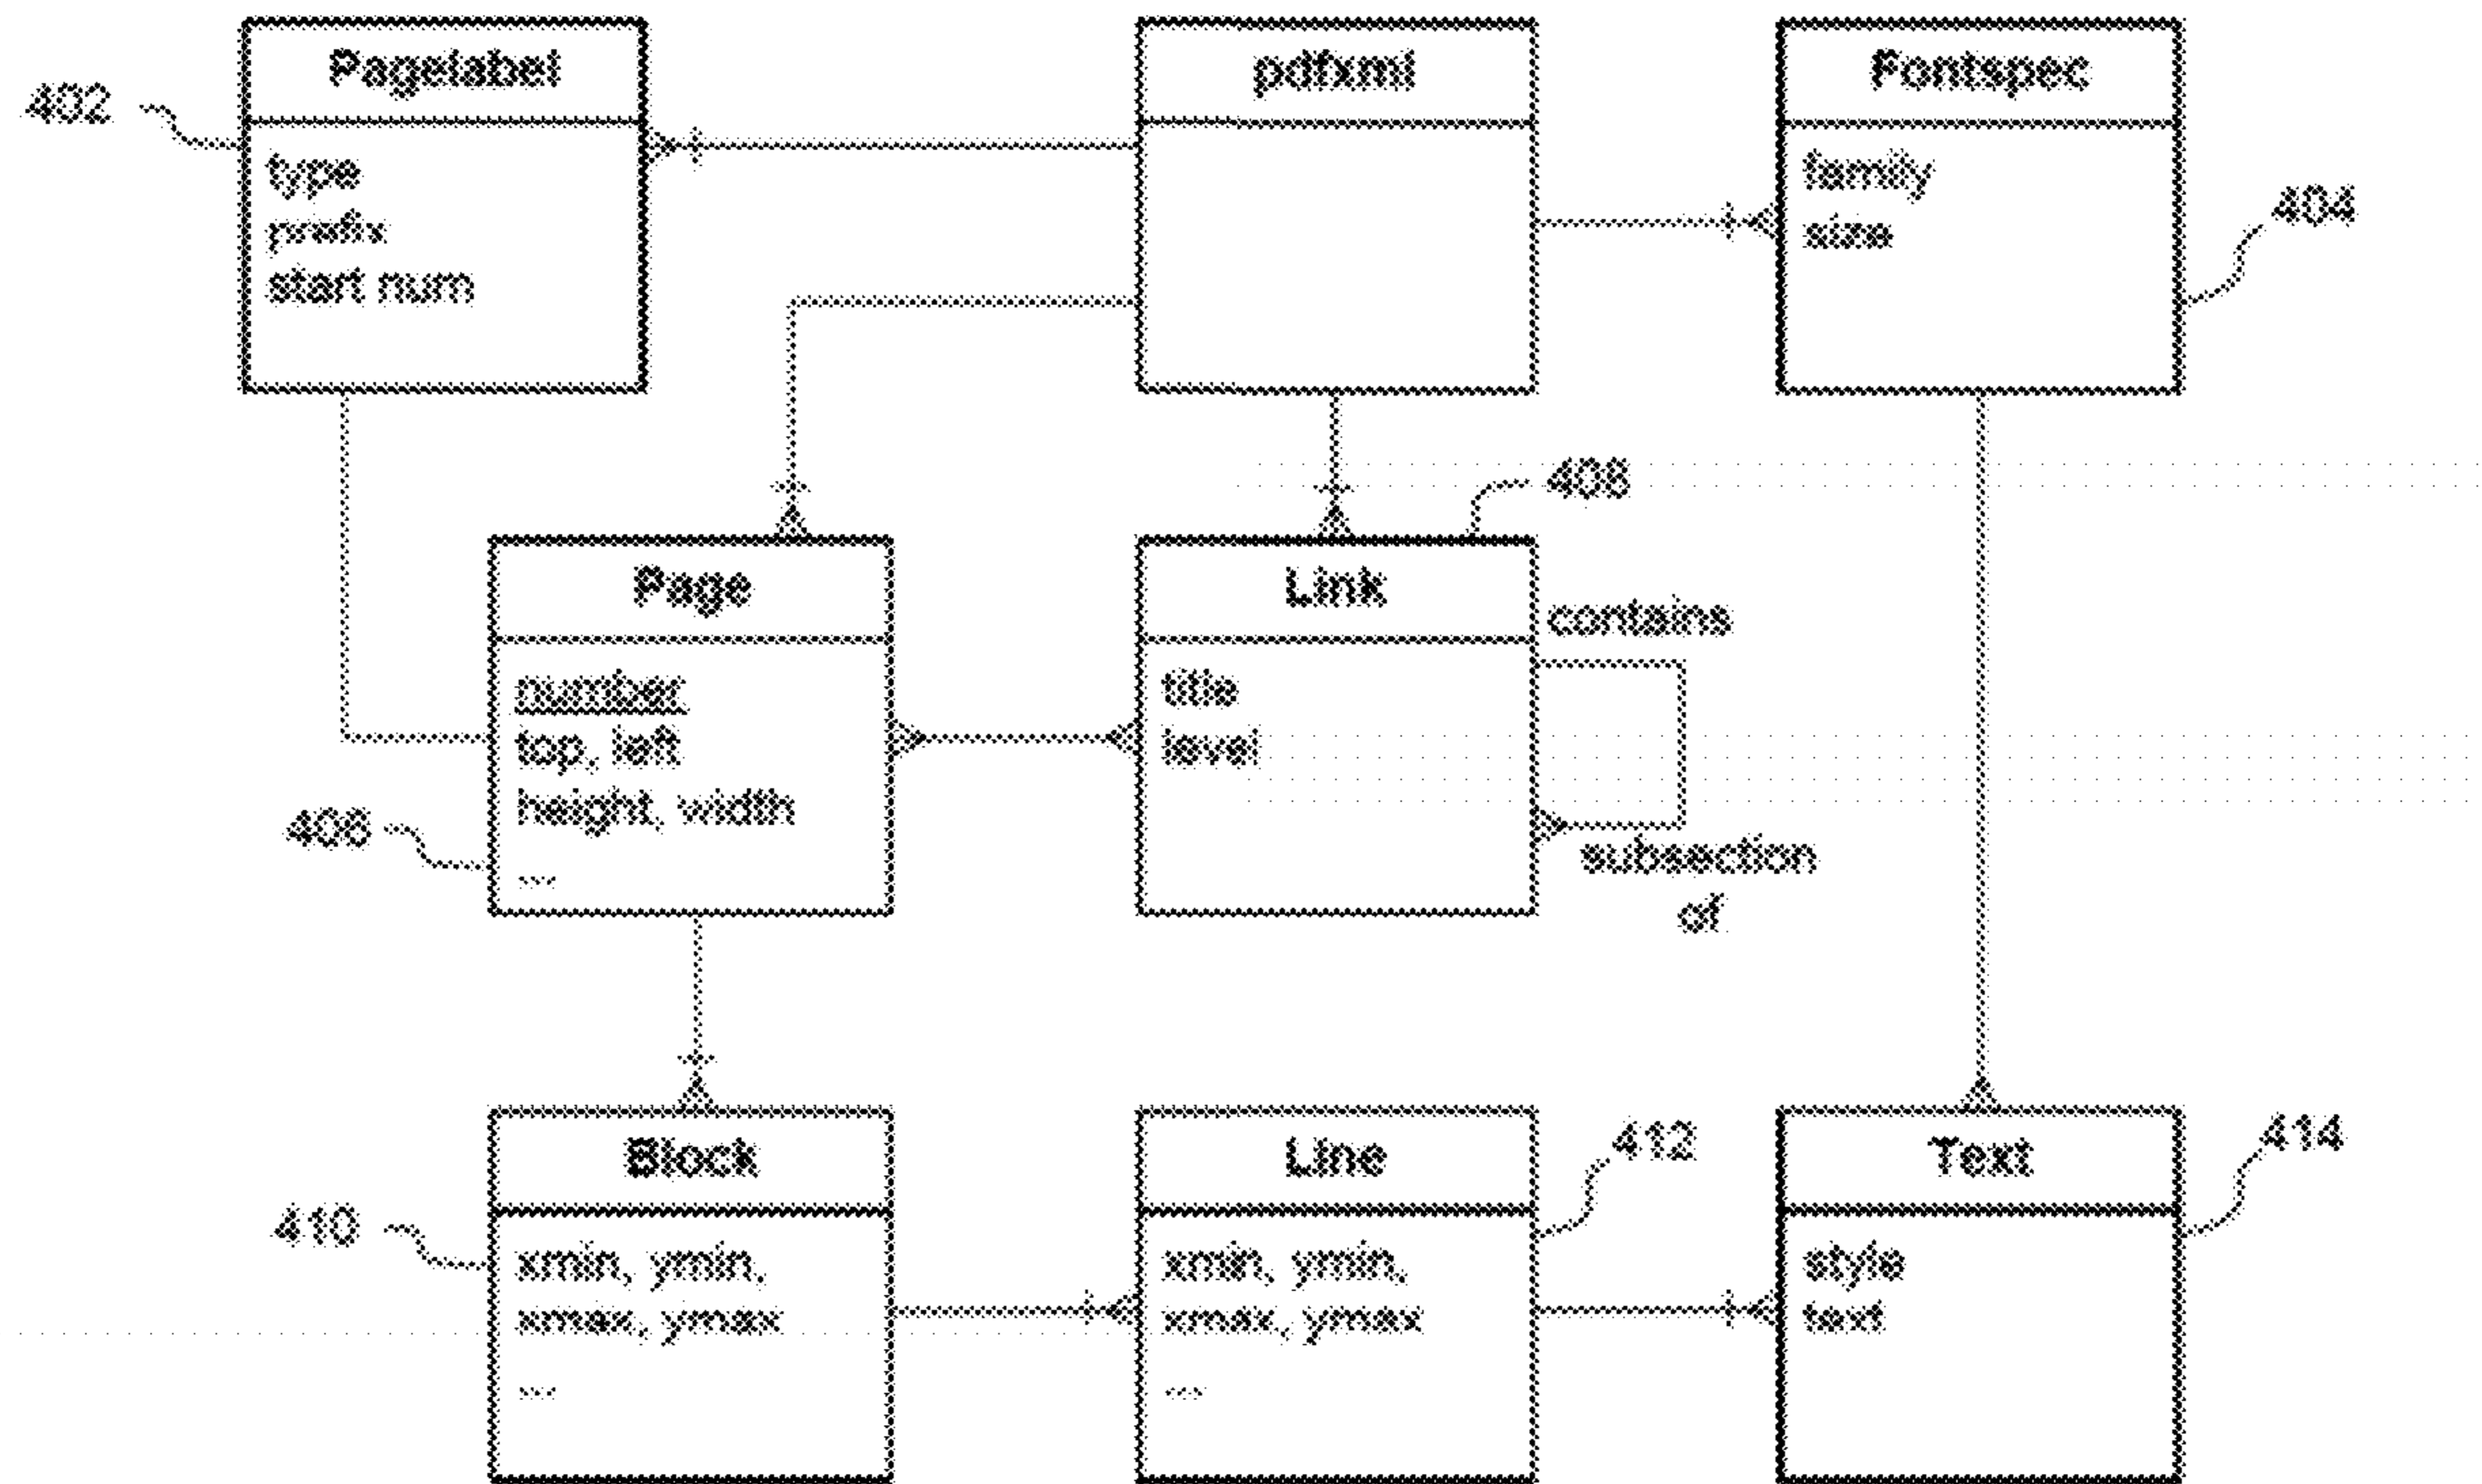 Pagelabel
402
type
prefix
start num
pdfxml
Fontspec
family
size
404
Page
number
top, left
height, width
...
406
Link
408
title
level
contains
subsection
of
Block
410
xmin, ymin,
xmax, ymax
...
Line
412
xmin, ymin,
xmax, ymax
...
Text
414
style
text